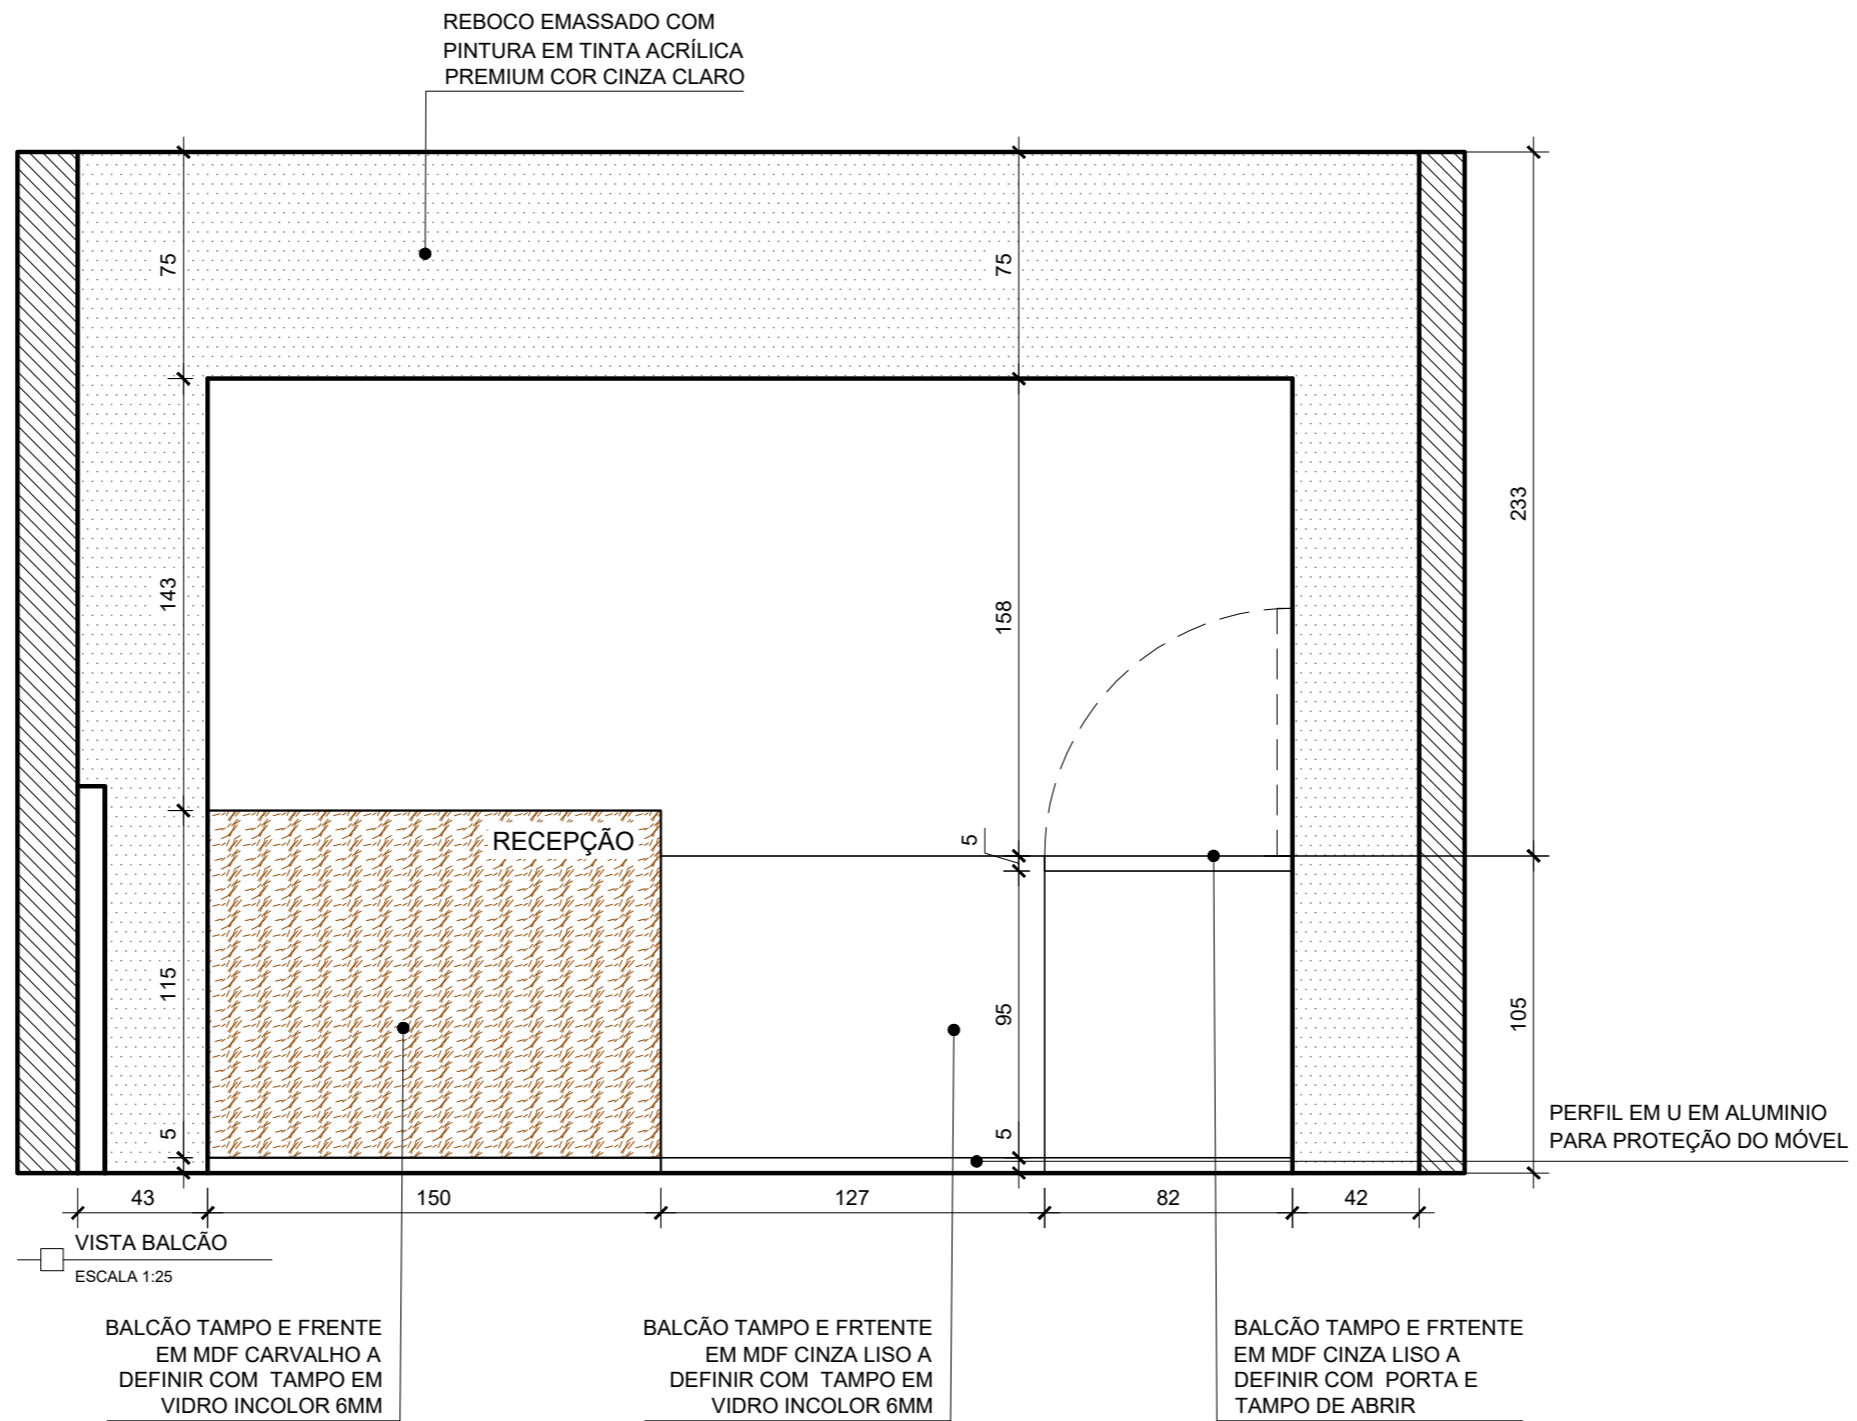 REBOCO EMASSADO COM
PINTURA EM TINTA ACRÍLICA
PREMIUM COR CINZA CLARO
75
75
233
143
158
RECEPÇÃO
5
115
95
105
5
5
PERFIL EM U EM ALUMINIO
PARA PROTEÇÃO DO MÓVEL
43
150
127
82
42
VISTA BALCÃO
ESCALA 1:25
BALCÃO TAMPO E FRENTE
EM MDF CARVALHO A
DEFINIR COM TAMPO EM
VIDRO INCOLOR 6MM
BALCÃO TAMPO E FRTENTE
EM MDF CINZA LISO A
DEFINIR COM TAMPO EM
VIDRO INCOLOR 6MM
BALCÃO TAMPO E FRTENTE
EM MDF CINZA LISO A
DEFINIR COM PORTA E
TAMPO DE ABRIR